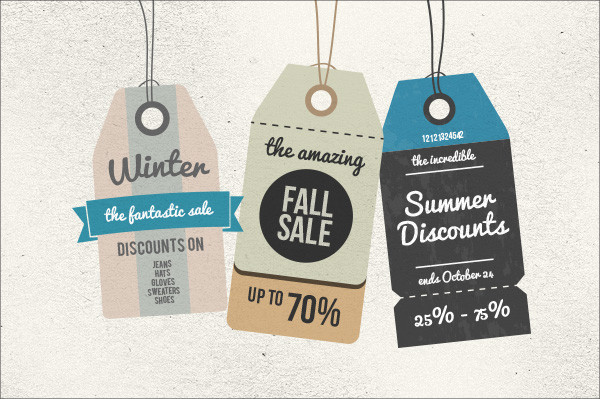 Winter
the fantastic sale
DISCOUNTS ON
JEANS
HATS
GLOVES
SWEATERS
SHOES
the amazing
FALL
SALE
UP TO 70%
12121324542
the incredible
Summer
Discounts
ends October 24
25% - 75%